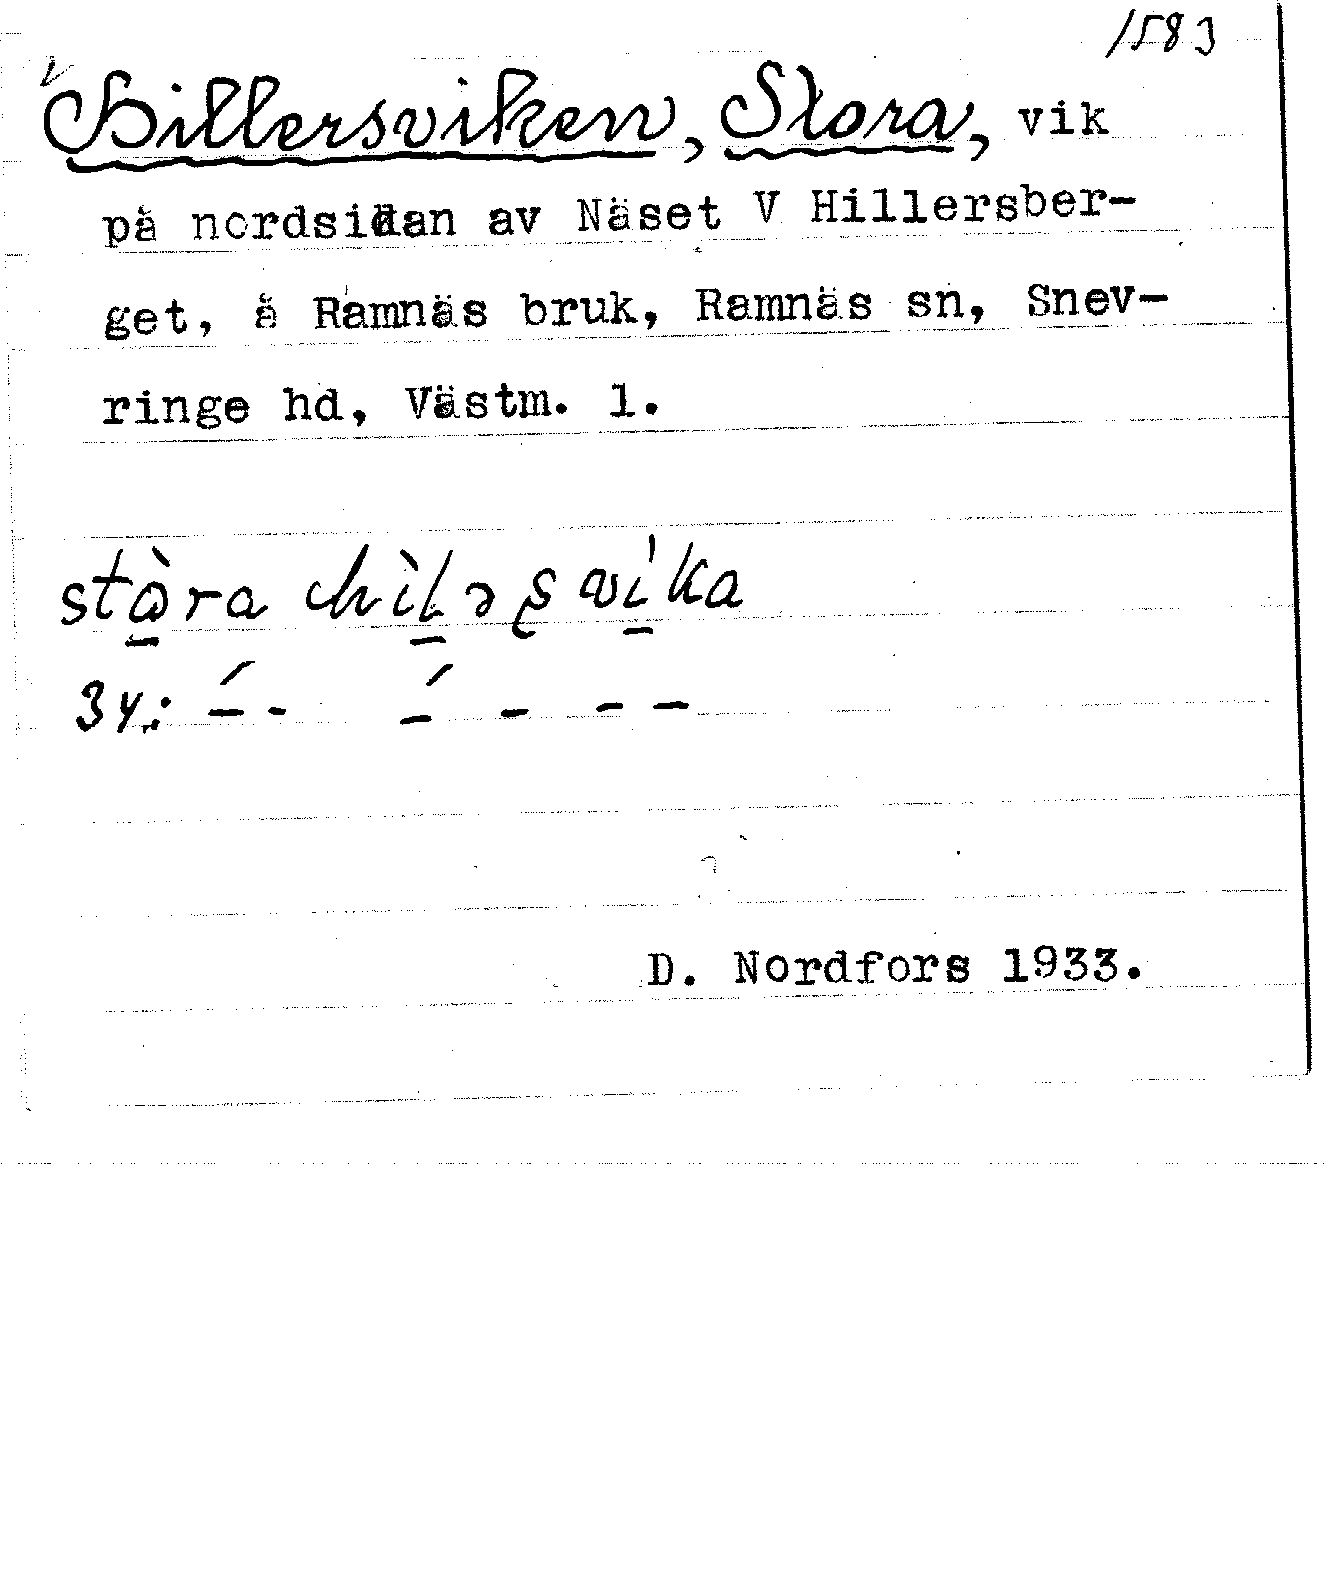 1583
Hillersviken, Stora, vik
på nordsidan av Näset V Hillersber-
get, å Ramnäs bruk, Ramnäs sn, Snev-
ringe hd, Västm. l.
34:
D. Nordfors 1933.